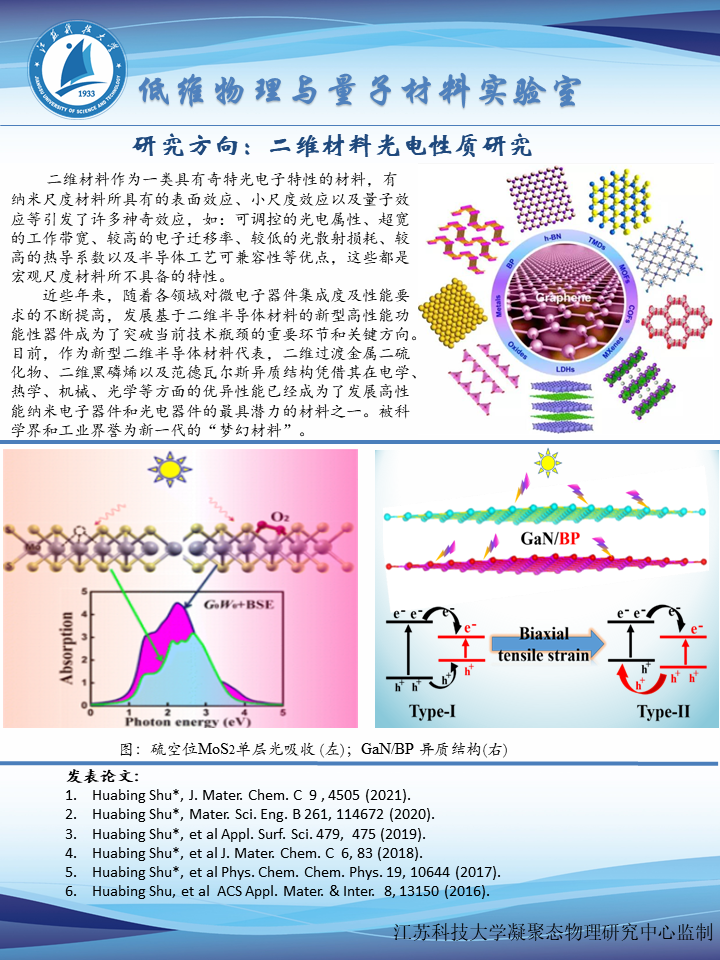 江苏科技大学
JIANGSU UNIVERSITY OF SCIENCE AND TECHNOLOGY
1933
低维物理与量子材料实验室
研究方向：二维材料光电性质研究
二维材料作为一类具有奇特光电子特性的材料，有
纳米尺度材料所具有的表面效应、小尺度效应以及量子效
应等引发了许多种奇效应，如：可调控的光电属性、超宽
的工作带宽、较高的电子迁移率、较低的光散射损耗、较
高的热导系数以及半导体工艺可兼容性等优点，这些都是
宏观尺度材料所不具备的特性。
近些年来，随着各领域对微电子器件集成度及性能要
求的不断提高，发展基于二维半导体材料的新型高性能功
能性器件成为了突破当前技术瓶颈的重要环节和关键方向。
目前，作为新型二维半导体材料代表，二维过渡金属二硫
化物、二维黑磷烯以及范德瓦尔斯异质结构凭借其在电学、
热学、机械、光学等方面的优异性能已经成为了发展高性
能纳米电子器件和光电器件的最具潜力的材料之一。被科
学界和工业界誉为新一代的“梦幻材料”。
h-BN
TMDs
MOFs
COFs
MXenes
LDHs
Oxides
Metals
BP
Graphene
O2
Mo
S
G0W0+BSE
Absorption
5
4
3
2
1
0
0 1 2 3 4 5
Photon energy (eV)
GaN/BP
e- e- e-
e-
h+
h+ h+ h+
Type-I
Biaxial
tensile strain
e- e- e-
e-
h+
h+ h+ h+
Type-II
图：硫空位MoS2单层光吸收(左)；GaN/BP 异质结构(右)
发表论文：
1. Huabing Shu*, J. Mater. Chem. C 9 , 4505 (2021).
2. Huabing Shu*, Mater. Sci. Eng. B 261, 114672 (2020).
3. Huabing Shu*, et al Appl. Surf. Sci. 479, 475 (2019).
4. Huabing Shu*, et al J. Mater. Chem. C 6, 83 (2018).
5. Huabing Shu*, et al Phys. Chem. Chem. Phys. 19, 10644 (2017).
6. Huabing Shu, et al ACS Appl. Mater. & Inter. 8, 13150 (2016).
江苏科技大学凝聚态物理研究中心监制